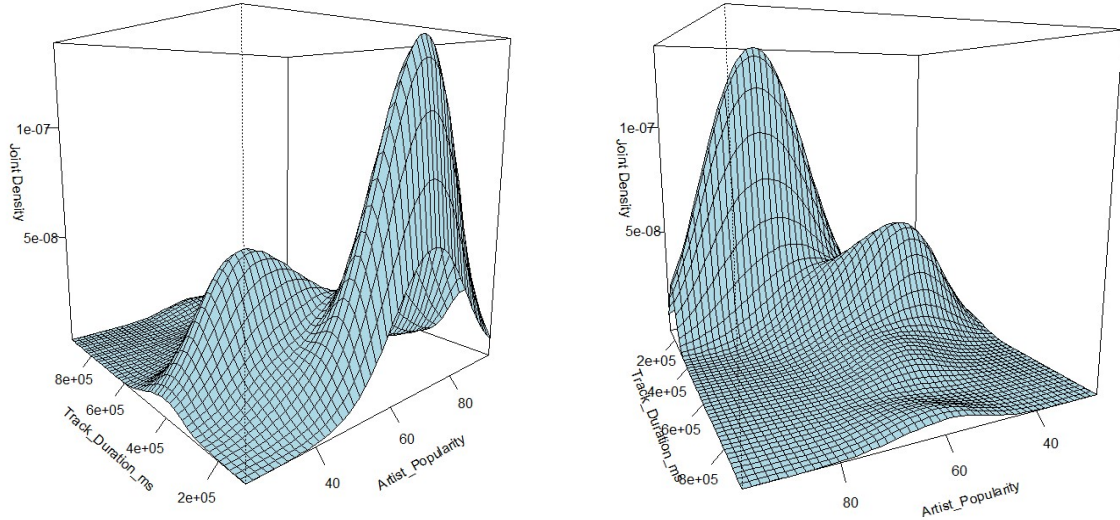 1e-07
5e-08
Joint Density
8e+05
6e+05
4e+05
2e+05
Track_Duration_ms
40
60
80
Artist_Popularity
1e-07
5e-08
Joint Density
2e+05
4e+05
6e+05
8e+05
Track_Duration_ms
80
60
40
Artist_Popularity